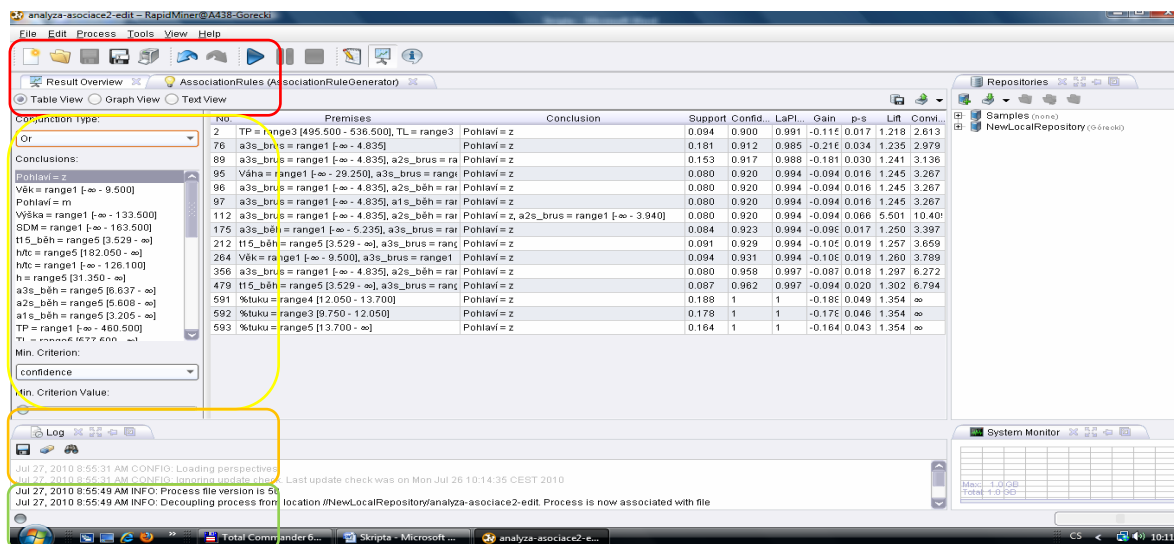 analyza-asociace2-edit – RapidMiner@A438-Gorecki
File Edit Process Tools View Help
Result Overview AssociationRules (AssociationRuleGenerator) Repositories
Table View Graph View Text View
Conjunction Type:
Or
Conclusions:
Pohlaví = z
Věk = range1 [-∞ - 9.500]
Pohlaví = m
Výška = range1 [-∞ - 133.500]
SDM = range1 [-∞ - 163.500]
t15_běh = range5 [3.529 - ∞]
h/tc = range5 [182.050 - ∞]
h/tc = range1 [-∞ - 126.100]
h = range5 [31.350 - ∞]
a3s_běh = range5 [6.637 - ∞]
a2s_běh = range5 [5.608 - ∞]
a1s_běh = range5 [3.205 - ∞]
TP = range1 [-∞ - 460.500]
TL = range5 [677.600 - ∞]
Min. Criterion:
confidence
Min. Criterion Value:
No. Premises Conclusion Support Confid... LaPl... Gain p-s Lift Convi...
2 TP = range3 [495.500 - 536.500], TL = range3 Pohlaví = z 0.094 0.900 0.991 -0.115 0.017 1.218 2.613
76 a3s_brus = range1 [-∞ - 4.835] Pohlaví = z 0.181 0.912 0.985 -0.216 0.034 1.235 2.979
89 a3s_brus = range1 [-∞ - 4.835], a2s_brus = ra Pohlaví = z 0.153 0.917 0.988 -0.181 0.030 1.241 3.136
95 Váha = range1 [-∞ - 29.250], a3s_brus = range Pohlaví = z 0.080 0.920 0.994 -0.094 0.016 1.245 3.267
96 a3s_brus = range1 [-∞ - 4.835], a2s_běh = rar Pohlaví = z 0.080 0.920 0.994 -0.094 0.016 1.245 3.267
97 a3s_brus = range1 [-∞ - 4.835], a1s_běh = rar Pohlaví = z 0.080 0.920 0.994 -0.094 0.016 1.245 3.267
112 a3s_brus = range1 [-∞ - 4.835], a2s_běh = rar Pohlaví = z, a2s_brus = range1 [-∞ - 3.940] 0.080 0.920 0.994 -0.094 0.066 5.501 10.40
175 a3s_běh = range1 [-∞ - 5.235], a3s_brus = rar Pohlaví = z 0.084 0.923 0.994 -0.098 0.017 1.250 3.397
212 t15_běh = range5 [3.529 - ∞], a3s_brus = rang Pohlaví = z 0.091 0.929 0.994 -0.105 0.019 1.257 3.659
264 Věk = range1 [-∞ - 9.500], a3s_brus = range1 Pohlaví = z 0.094 0.931 0.994 -0.108 0.019 1.260 3.789
356 a3s_brus = range1 [-∞ - 4.835], a2s_běh = rar Pohlaví = z 0.080 0.958 0.997 -0.087 0.018 1.297 6.272
479 t15_běh = range5 [3.529 - ∞], a3s_brus = rang Pohlaví = z 0.087 0.962 0.997 -0.094 0.020 1.302 6.794
591 %tuku = range4 [12.050 - 13.700] Pohlaví = z 0.188 1 1 -0.188 0.049 1.354 ∞
592 %tuku = range3 [9.750 - 12.050] Pohlaví = z 0.178 1 1 -0.178 0.046 1.354 ∞
593 %tuku = range5 [13.700 - ∞] Pohlaví = z 0.164 1 1 -0.164 0.043 1.354 ∞
Samples (none)
NewLocalRepository (Górecki)
Log
Jul 27, 2010 8:55:31 AM CONFIG: Loading perspectives
Jul 27, 2010 8:55:31 AM CONFIG: Ignoring update check. Last update check was on Mon Jul 26 10:14:35 CEST 2010
Jul 27, 2010 8:55:49 AM INFO: Process file version is 50
Jul 27, 2010 8:55:49 AM INFO: Decoupling process from location //NewLocalRepository/analyza-asociace2-edit. Process is now associated with file
System Monitor
Max: 1.0 GB
Total: 1.0 GB
Total Commander 6... Skripta - Microsoft ... analyza-asociace2-e... CS 10:11